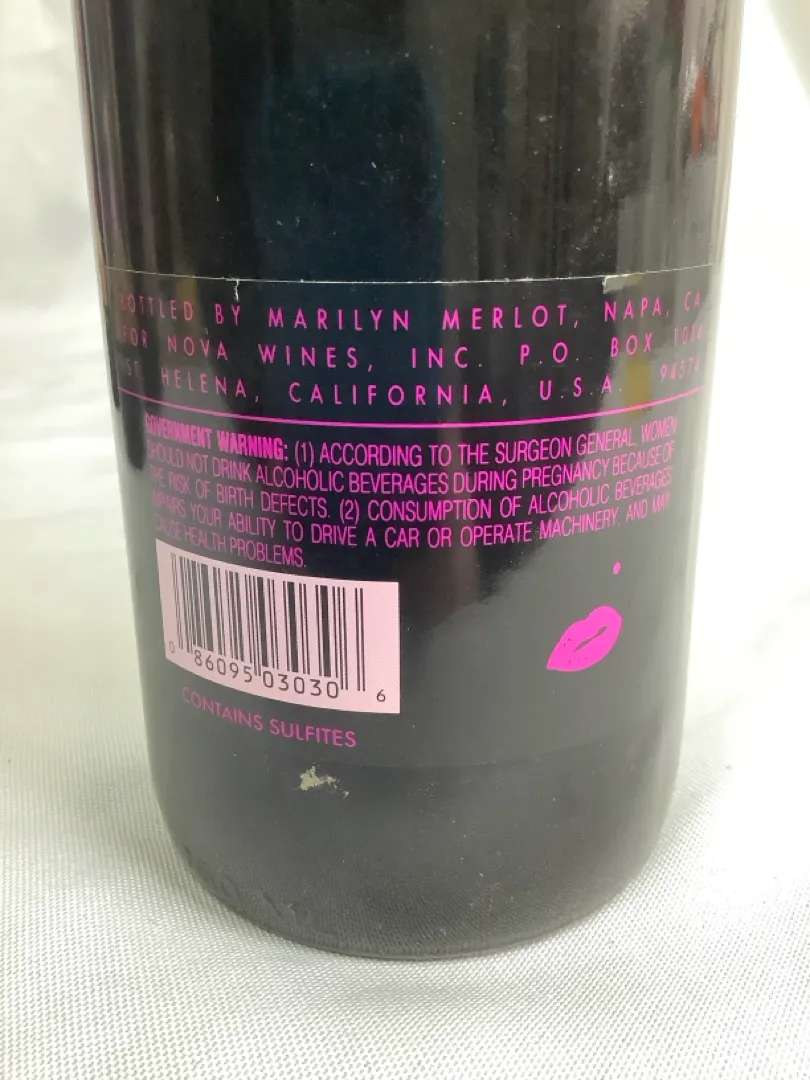 BOTTLED BY MARILYN MERLOT, NAPA, CA
FOR NOVA WINES, INC. P.O. BOX
ST. HELENA, CALIFORNIA, U.S.A. 94574
GOVERNMENT WARNING: (1) ACCORDING TO THE SURGEON GENERAL, WOMEN
SHOULD NOT DRINK ALCOHOLIC BEVERAGES DURING PREGNANCY BECAUSE OF
THE RISK OF BIRTH DEFECTS. (2) CONSUMPTION OF ALCOHOLIC BEVERAGES
IMPAIRS YOUR ABILITY TO DRIVE A CAR OR OPERATE MACHINERY, AND MAY
CAUSE HEALTH PROBLEMS.
0 86095 03030 6
CONTAINS SULFITES